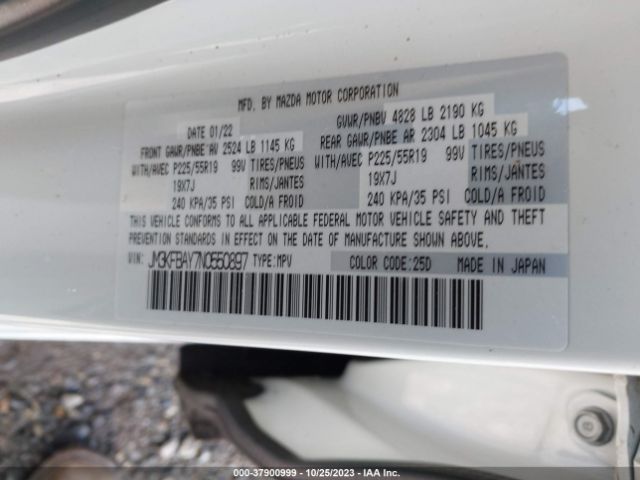 MFD. BY MAZDA MOTOR CORPORATION
DATE 01/22 GVWR/PNBV 4828 LB 2190 KG
FRONT GAWR/PNBE AV 2524 LB 1145 KG REAR GAWR/PNBE AR 2304 LB 1045 KG
WITH/AVEC P225/55R19 99V TIRES/PNEUS WITH/AVEC P225/55R19 99V TIRES/PNEUS
19X7J RIMS/JANTES 19X7J RIMS/JANTES
240 KPA/35 PSI COLD/A FROID 240 KPA/35 PSI COLD/A FROID
THIS VEHICLE CONFORMS TO ALL APPLICABLE FEDERAL MOTOR VEHICLE SAFETY AND THEFT
PREVENTION STANDARDS IN EFFECT ON THE DATE OF MANUFACTURE SHOWN ABOVE.
VIN: JM3KFBAY7N0550897 TYPE:MPV COLOR CODE:25D MADE IN JAPAN
000-37900999 - 10/25/2023 - IAA Inc.